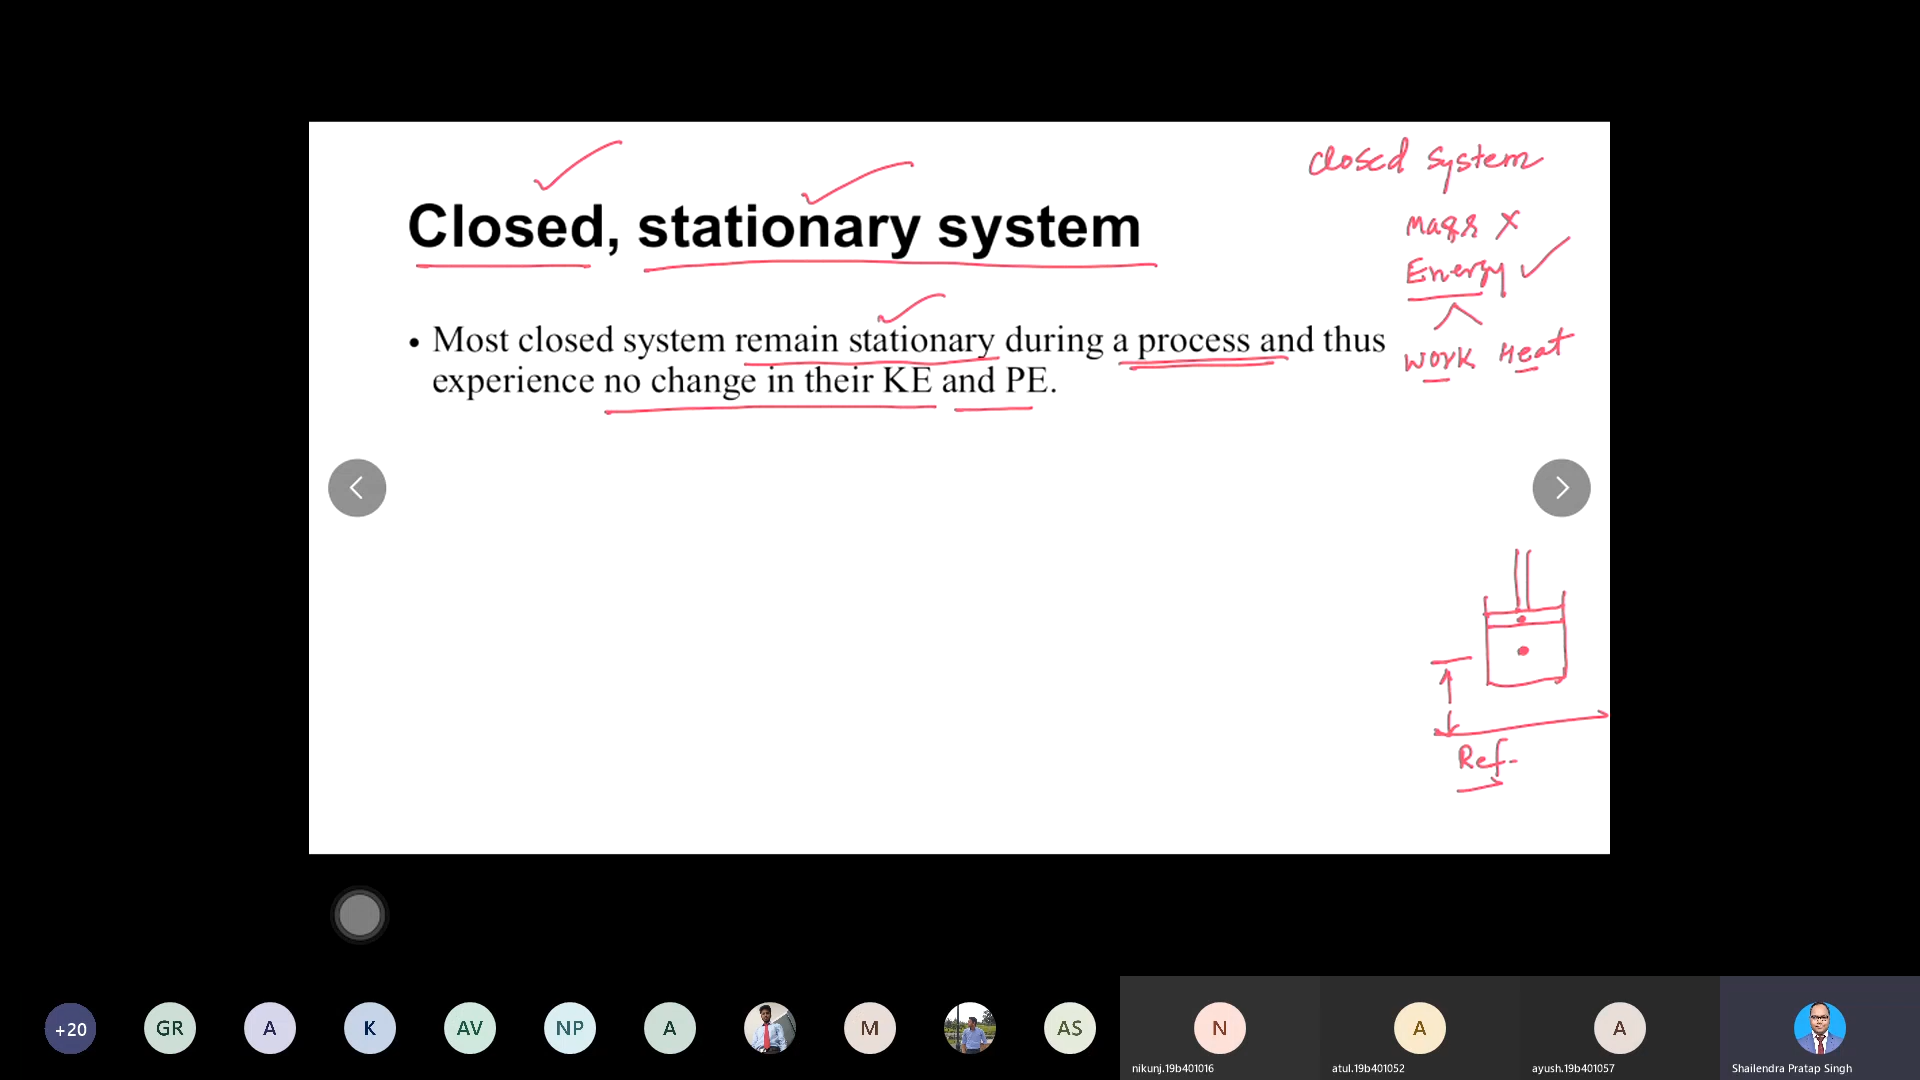 Closed system
Mass X
Energy ✓
Work Heat
Closed, stationary system
• Most closed system remain stationary during a process and thus
experience no change in their KE and PE.
Ref.
+20 GR A K AV NP A M AS N A A
nikunj.19b401016 atul.19b401052 ayush.19b401057 Shailendra Pratap Singh